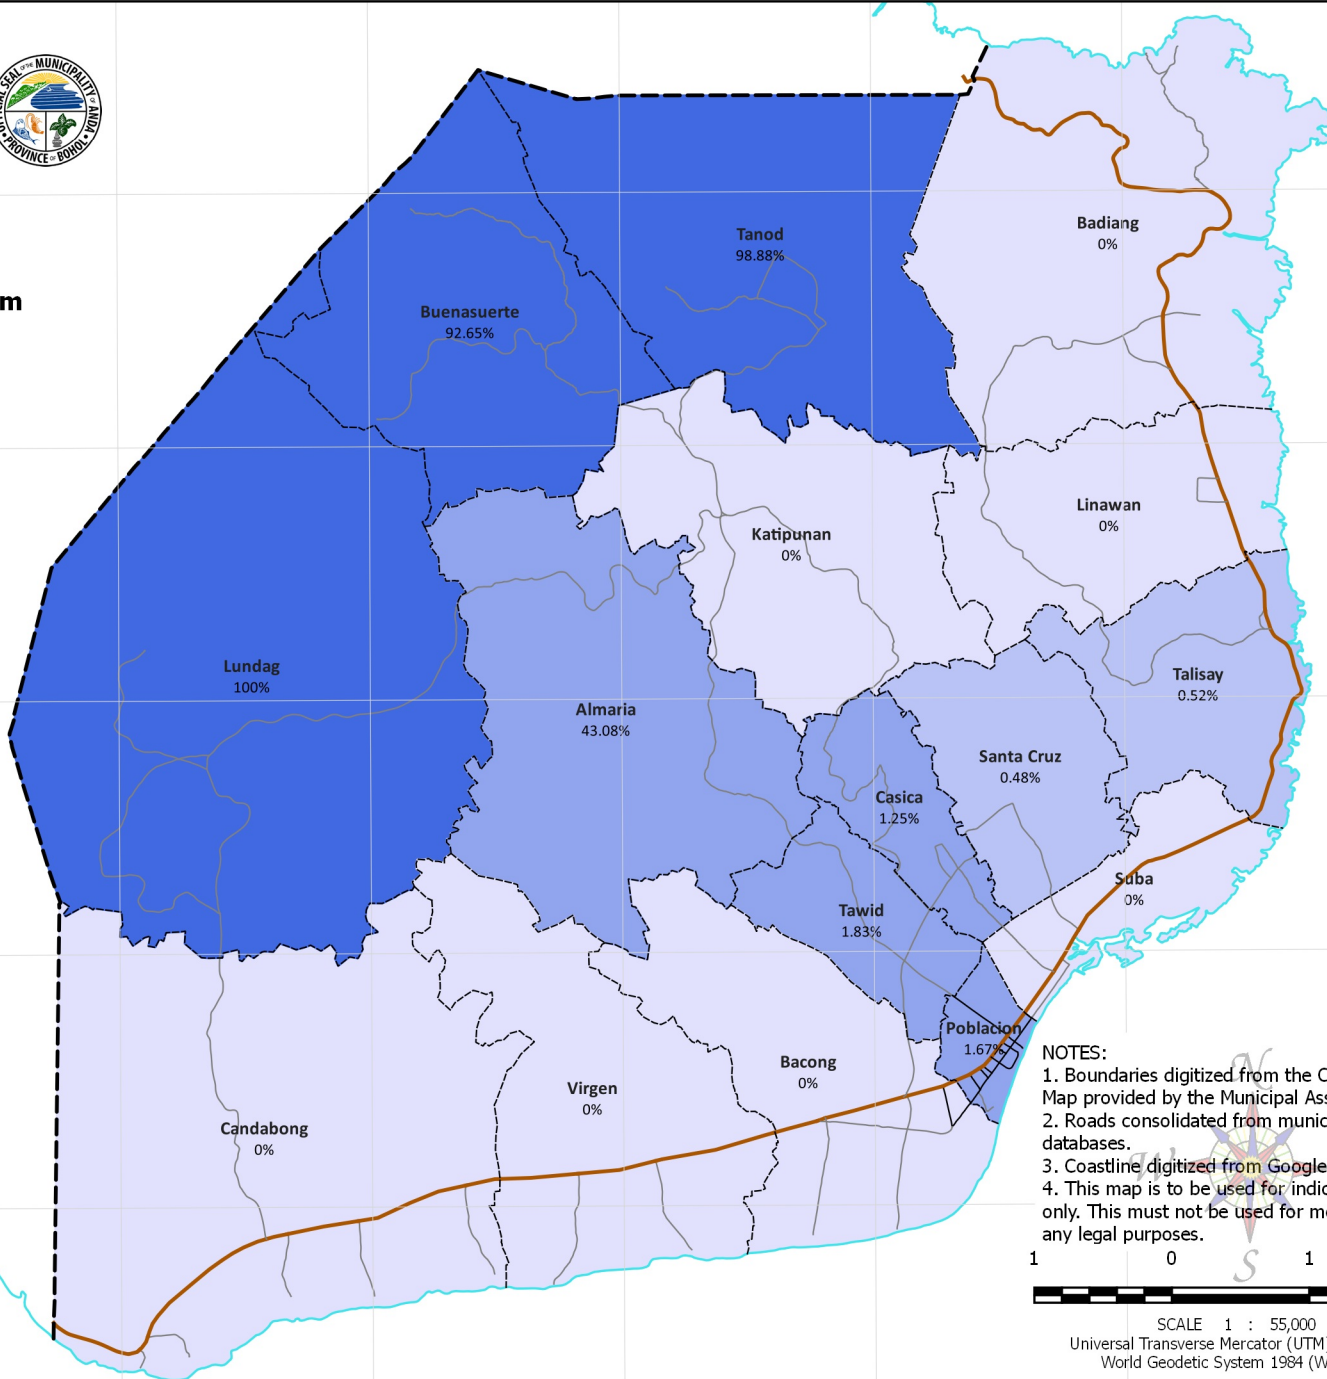 SEAL OF THE MUNICIPALITY OF ANDA
PROVINCE OF BOHOL
m
Tanod
98.88%
Badiang
0%
Buenasuerte
92.65%
Linawan
0%
Katipunan
0%
Lundag
100%
Talisay
0.52%
Almaria
43.08%
Santa Cruz
0.48%
Casica
1.25%
Suba
0%
Tawid
1.83%
Poblacion
1.67%
Bacong
0%
Virgen
0%
Candabong
0%
NOTES:
1. Boundaries digitized from the
Map provided by the Municipal
2. Roads consolidated from
databases.
3. Coastline digitized from Google
4. This map is to be used for
only. This must not be used for
any legal purposes.
N
W
S
1 0 1
SCALE 1 : 55,000
Universal Transverse Mercator (UTM
World Geodetic System 1984 (W